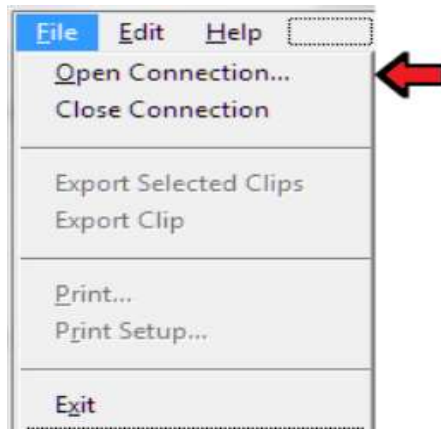 File Edit Help
Open Connection...
Close Connection
Export Selected Clips
Export Clip
Print...
Print Setup...
Exit